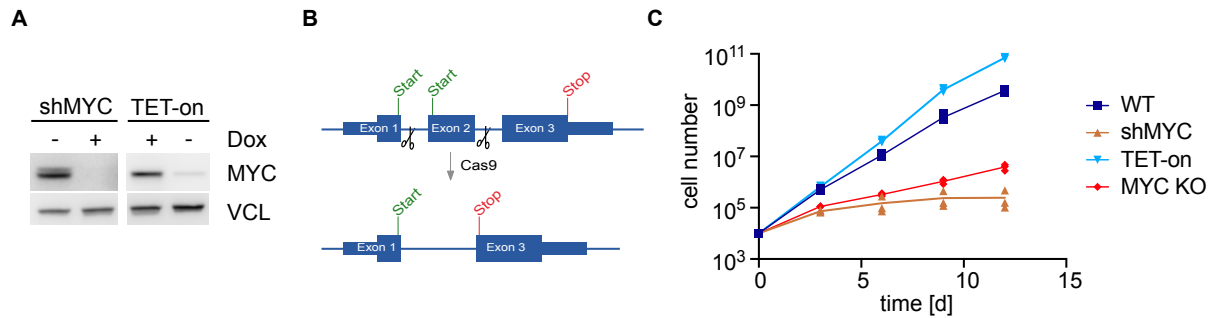 A
shMYC TET-on
- + + - Dox
MYC
VCL
B
Start Start Stop
Exon 1 Exon 2 Exon 3
Cas9
Start Stop
Exon 1 Exon 3
C
cell number
10^11
10^9
10^7
10^5
10^3
0 5 10 15
time [d]
WT
shMYC
TET-on
MYC KO